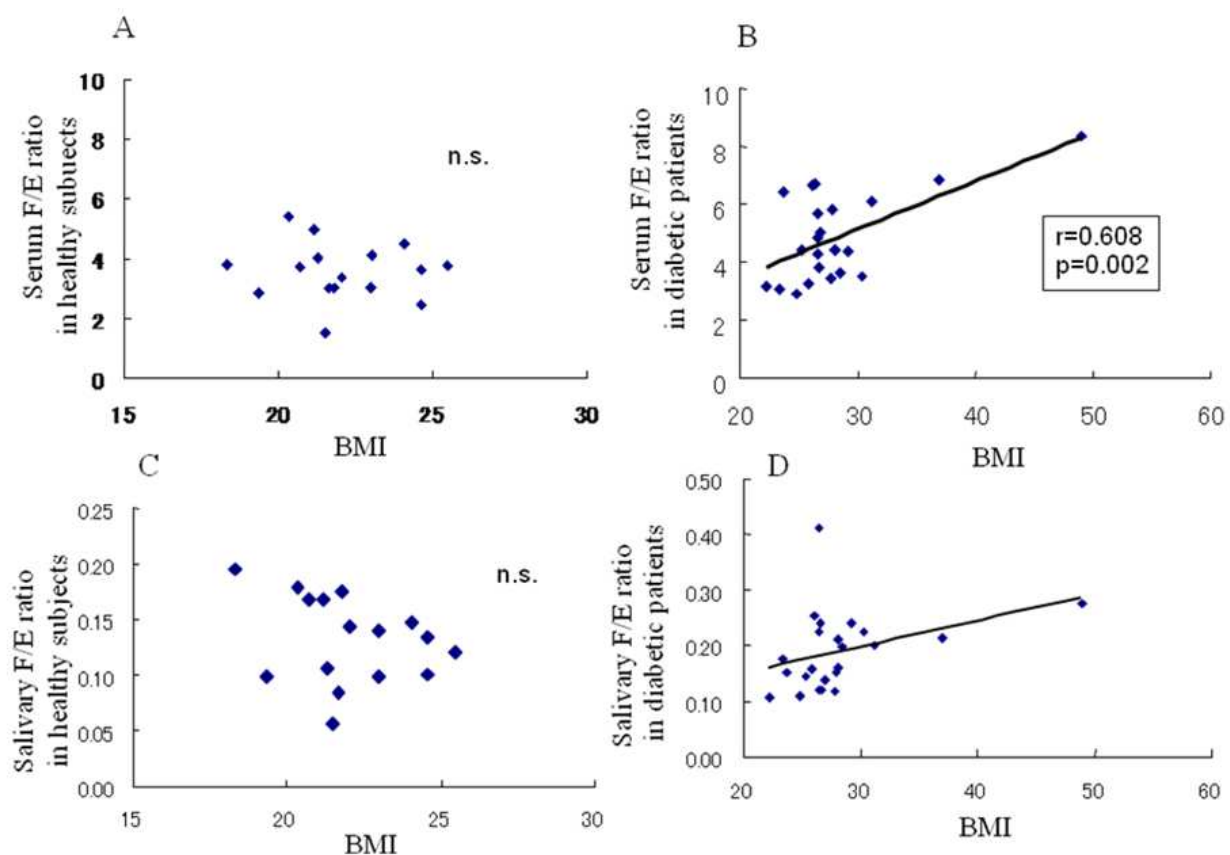 A
10
8
6
4
2
0
Serum F/E ratio
in healthy subuects
n.s.
15 20 25 30
BMI
B
10
8
6
4
2
0
Serum F/E ratio
in diabetic patients
r=0.608
p=0.002
20 30 40 50 60
BMI
C
0.25
0.20
0.15
0.10
0.05
0.00
Salivary F/E ratio
in healthy subjects
n.s.
15 20 25 30
BMI
D
0.50
0.40
0.30
0.20
0.10
0.00
Salivary F/E ratio
in diabetic patients
20 30 40 50 60
BMI